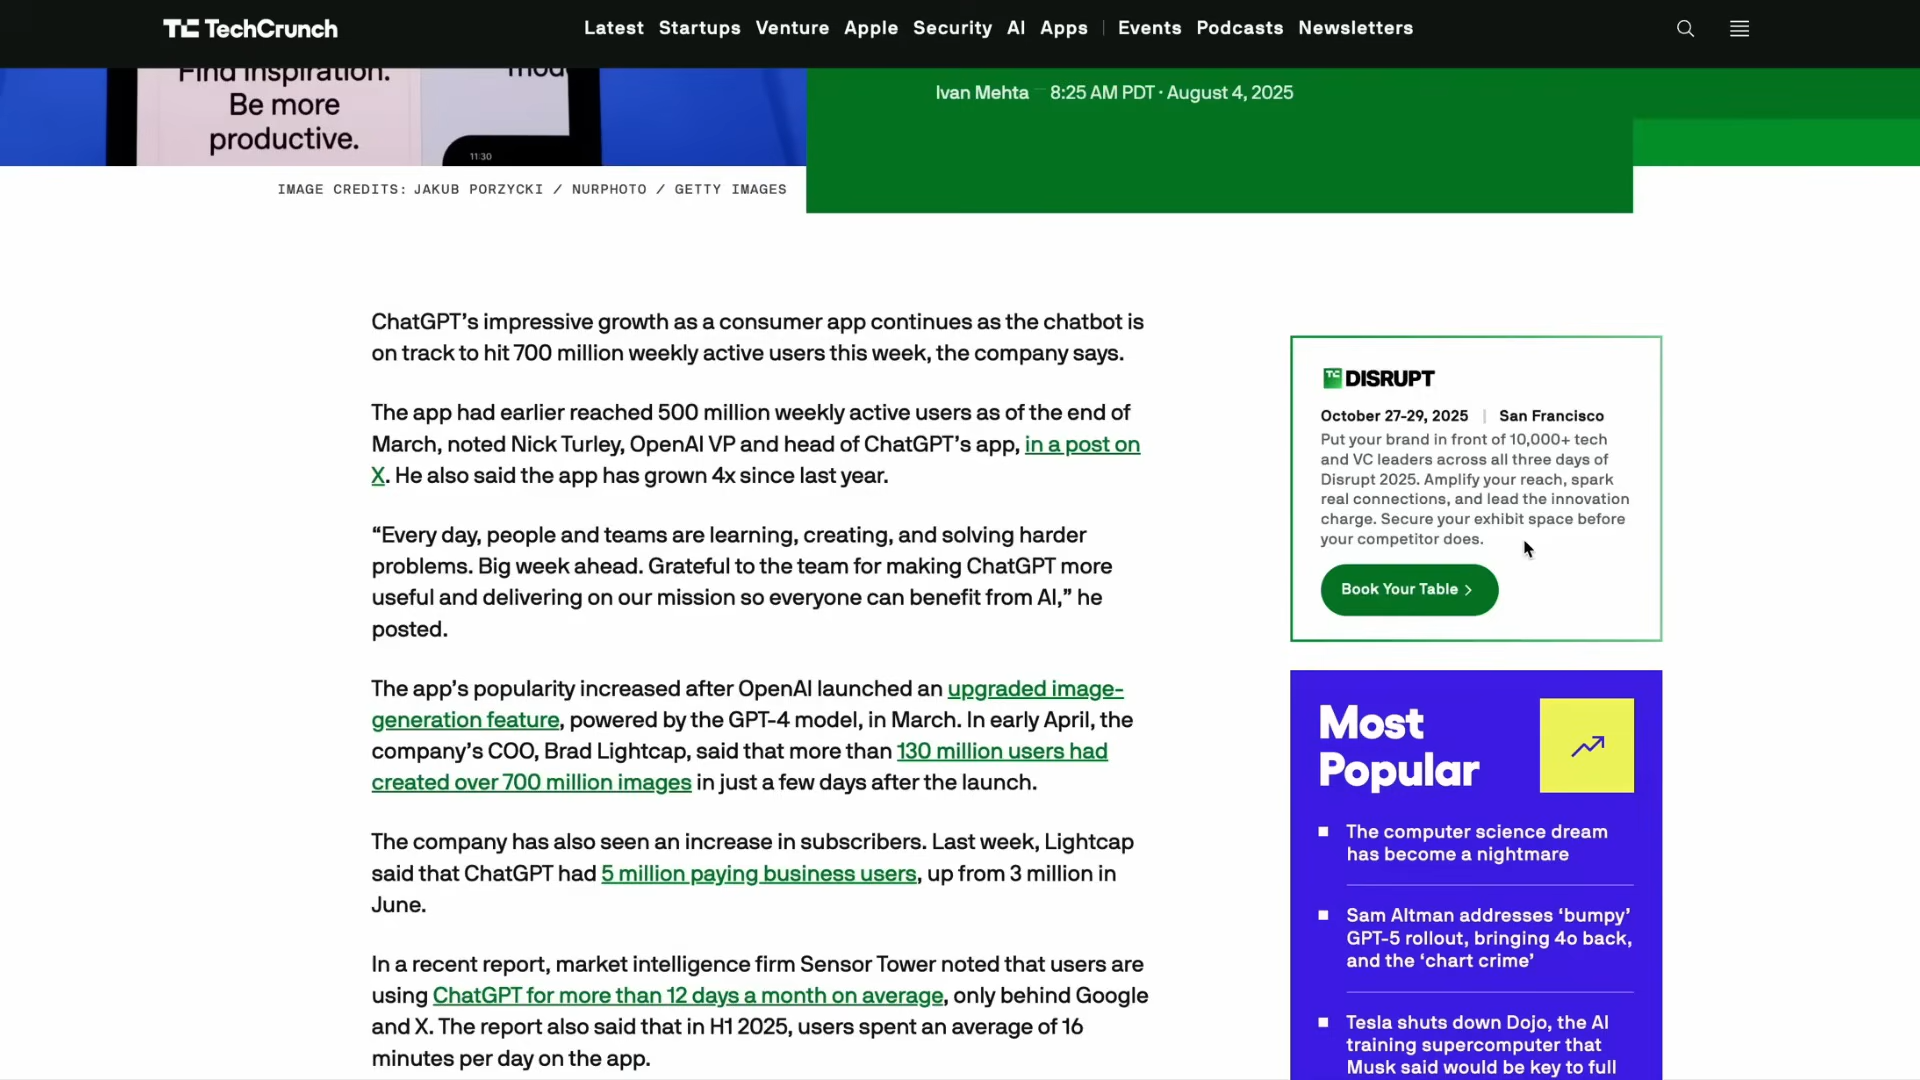 TechCrunch
Latest Startups Venture Apple Security AI Apps | Events Podcasts Newsletters
Find inspiration.
Be more
productive.
11:30
Ivan Mehta — 8:25 AM PDT · August 4, 2025
IMAGE CREDITS: JAKUB PORZYCKI / NURPHOTO / GETTY IMAGES
ChatGPT’s impressive growth as a consumer app continues as the chatbot is
on track to hit 700 million weekly active users this week, the company says.
The app had earlier reached 500 million weekly active users as of the end of
March, noted Nick Turley, OpenAI VP and head of ChatGPT’s app, in a post on
X. He also said the app has grown 4x since last year.
“Every day, people and teams are learning, creating, and solving harder
problems. Big week ahead. Grateful to the team for making ChatGPT more
useful and delivering on our mission so everyone can benefit from AI,” he
posted.
The app’s popularity increased after OpenAI launched an upgraded image-
generation feature, powered by the GPT-4 model, in March. In early April, the
company’s COO, Brad Lightcap, said that more than 130 million users had
created over 700 million images in just a few days after the launch.
The company has also seen an increase in subscribers. Last week, Lightcap
said that ChatGPT had 5 million paying business users, up from 3 million in
June.
In a recent report, market intelligence firm Sensor Tower noted that users are
using ChatGPT for more than 12 days a month on average, only behind Google
and X. The report also said that in H1 2025, users spent an average of 16
minutes per day on the app.
TC DISRUPT
October 27-29, 2025 | San Francisco
Put your brand in front of 10,000+ tech
and VC leaders across all three days of
Disrupt 2025. Amplify your reach, spark
real connections, and lead the innovation
charge. Secure your exhibit space before
your competitor does.
Book Your Table >
Most
Popular
The computer science dream
has become a nightmare
Sam Altman addresses ‘bumpy’
GPT-5 rollout, bringing 4o back,
and the ‘chart crime’
Tesla shuts down Dojo, the AI
training supercomputer that
Musk said would be key to full